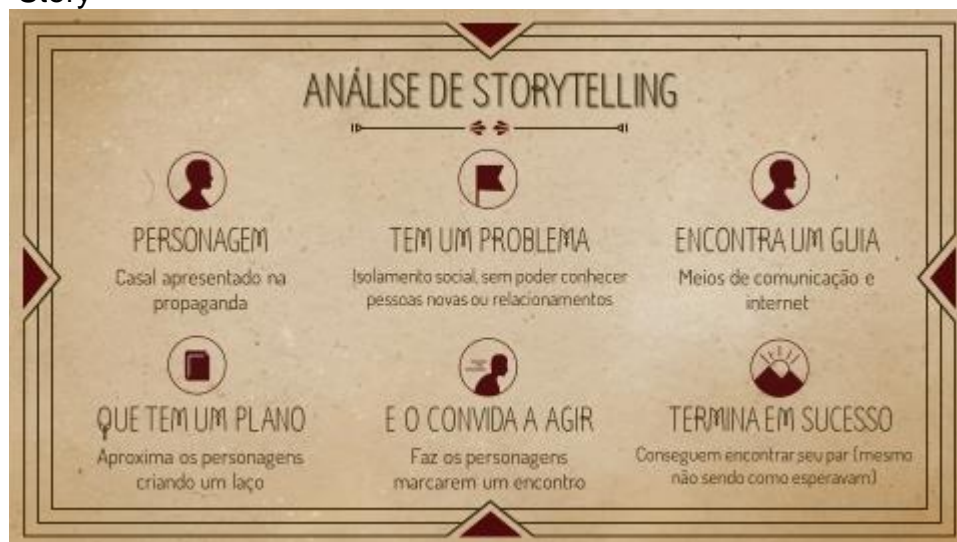 Story
ANÁLISE DE STORYTELLING
PERSONAGEM
Casal apresentado na
propaganda
TEM UM PROBLEMA
Isolamento social, sem poder conhecer
pessoas novas ou relacionamentos
ENCONTRA UM GUIA
Meios de comunicação e
internet
QUE TEM UM PLANO
Aproxima os personagens
criando um laço
E O CONVIDA A AGIR
Faz os personagens
marcarem um encontro
TERMINA EM SUCESSO
Conseguem encontrar seu par (mesmo
não sendo como esperavam)